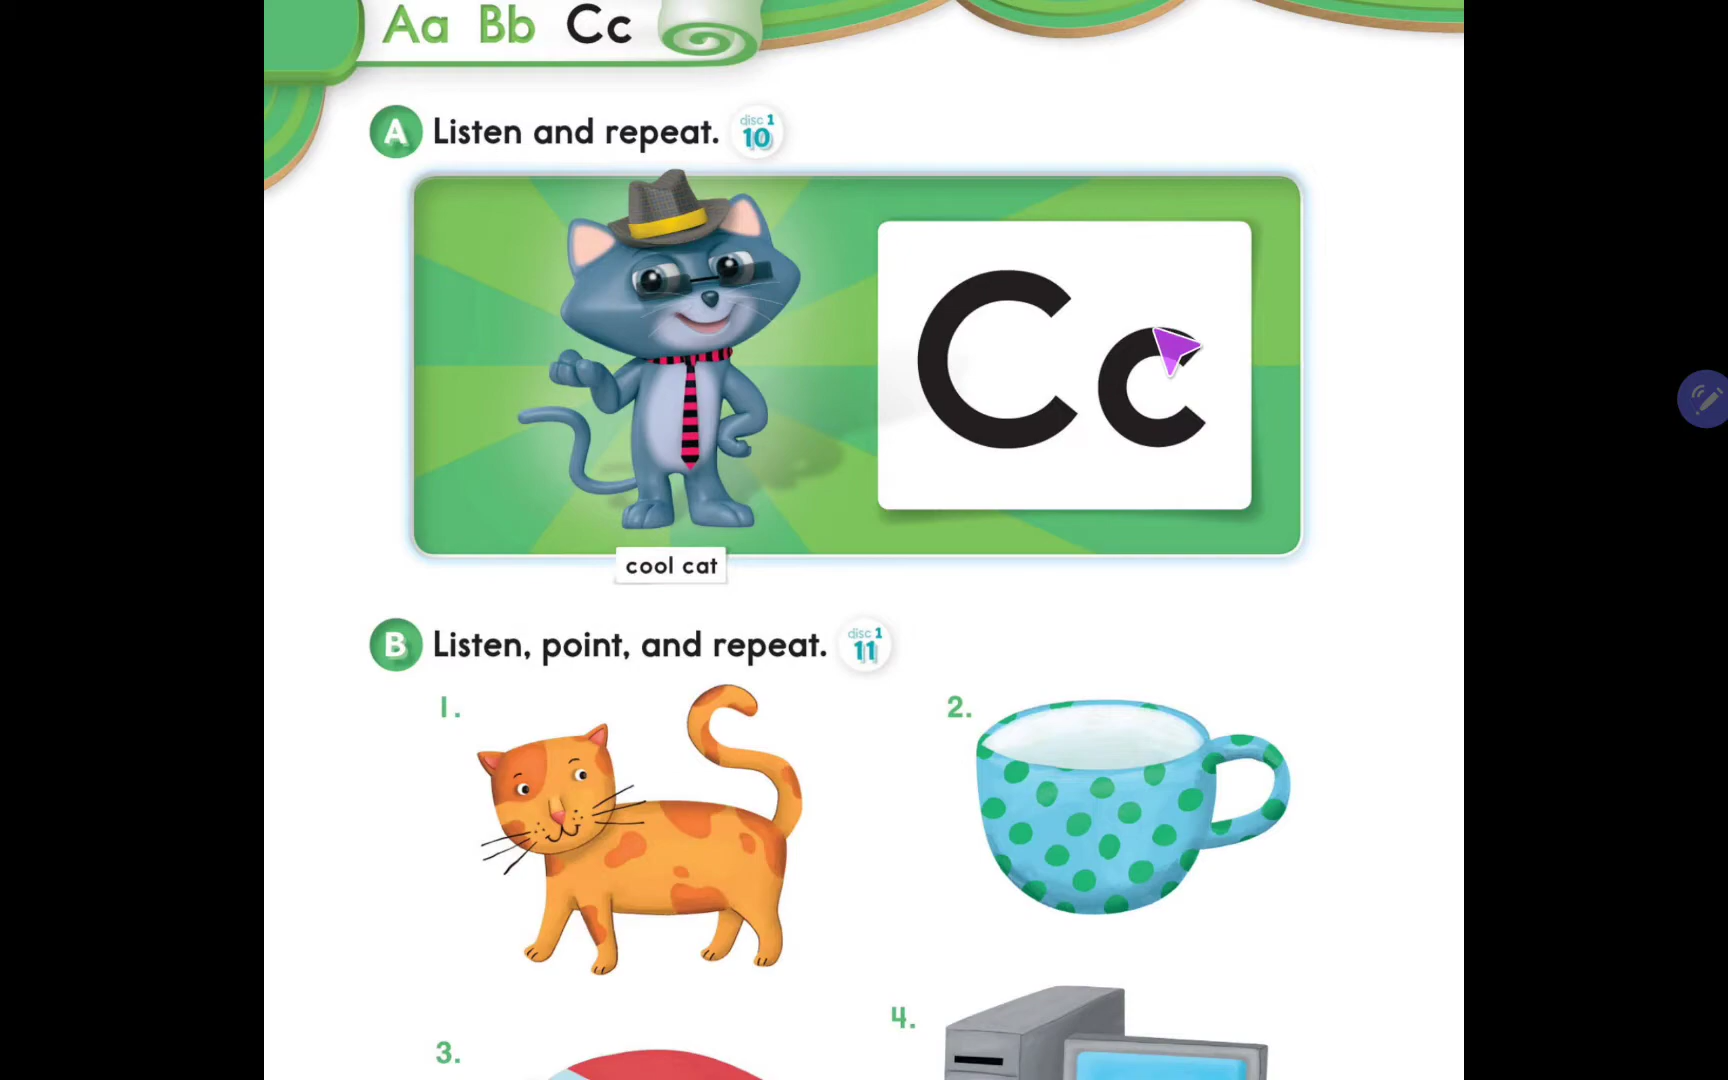 Aa Bb Cc
A Listen and repeat. disc 1 10
Cc
cool cat
B Listen, point, and repeat. disc 1 11
1.
2.
3.
4.